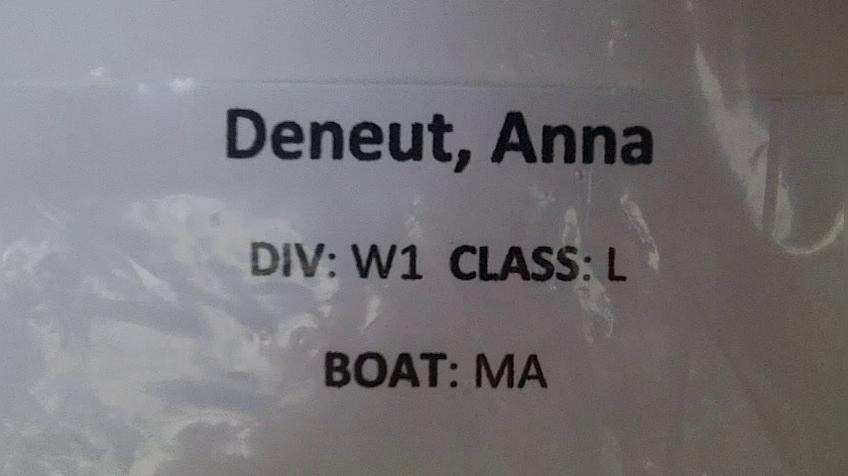 Deneut, Anna
DIV: W1 CLASS: L
BOAT: MA